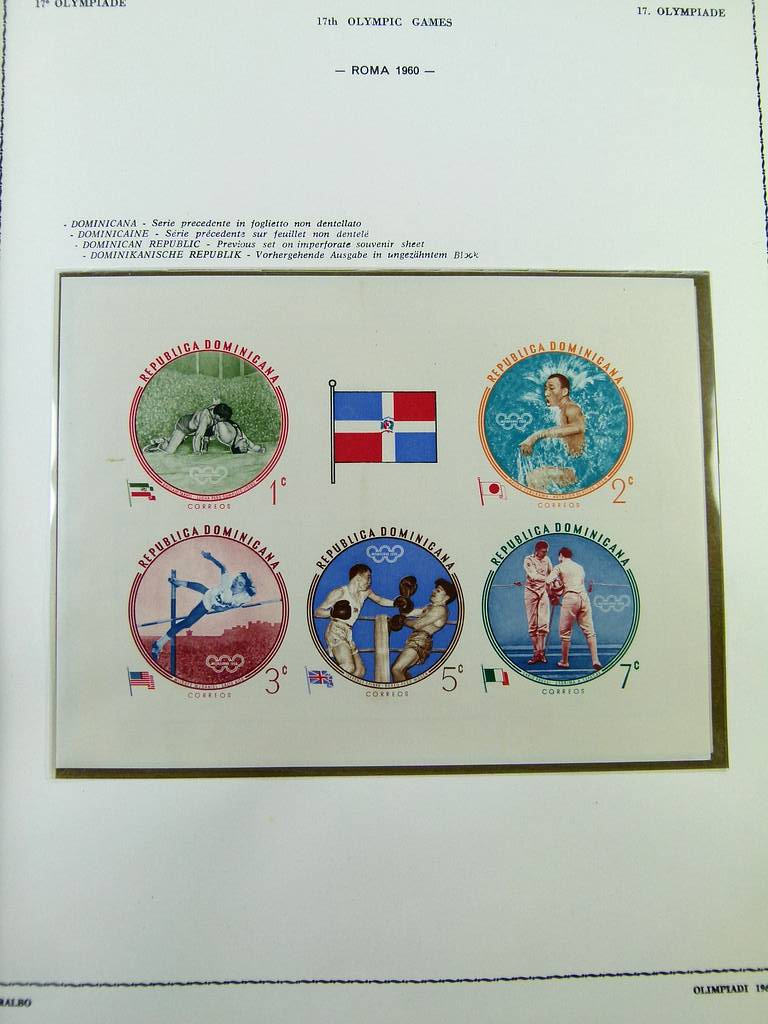 17ª OLYMPIADE
17th OLYMPIC GAMES
17. OLYMPIADE
— ROMA 1960 —
- DOMINICANA - Serie precedente in foglietto non dentellato
- DOMINICAINE - Série précédente sur feuillet non dentelé
- DOMINICAN REPUBLIC - Previous set on imperforate souvenir sheet
- DOMINIKANISCHE REPUBLIK - Vorhergehende Ausgabe in ungezähntem Block
REPUBLICA DOMINICANA
1c
CORREOS
REPUBLICA DOMINICANA
2c
CORREOS
REPUBLICA DOMINICANA
3c
CORREOS
REPUBLICA DOMINICANA
5c
CORREOS
REPUBLICA DOMINICANA
7c
CORREOS
RALBO
OLIMPIADI 196